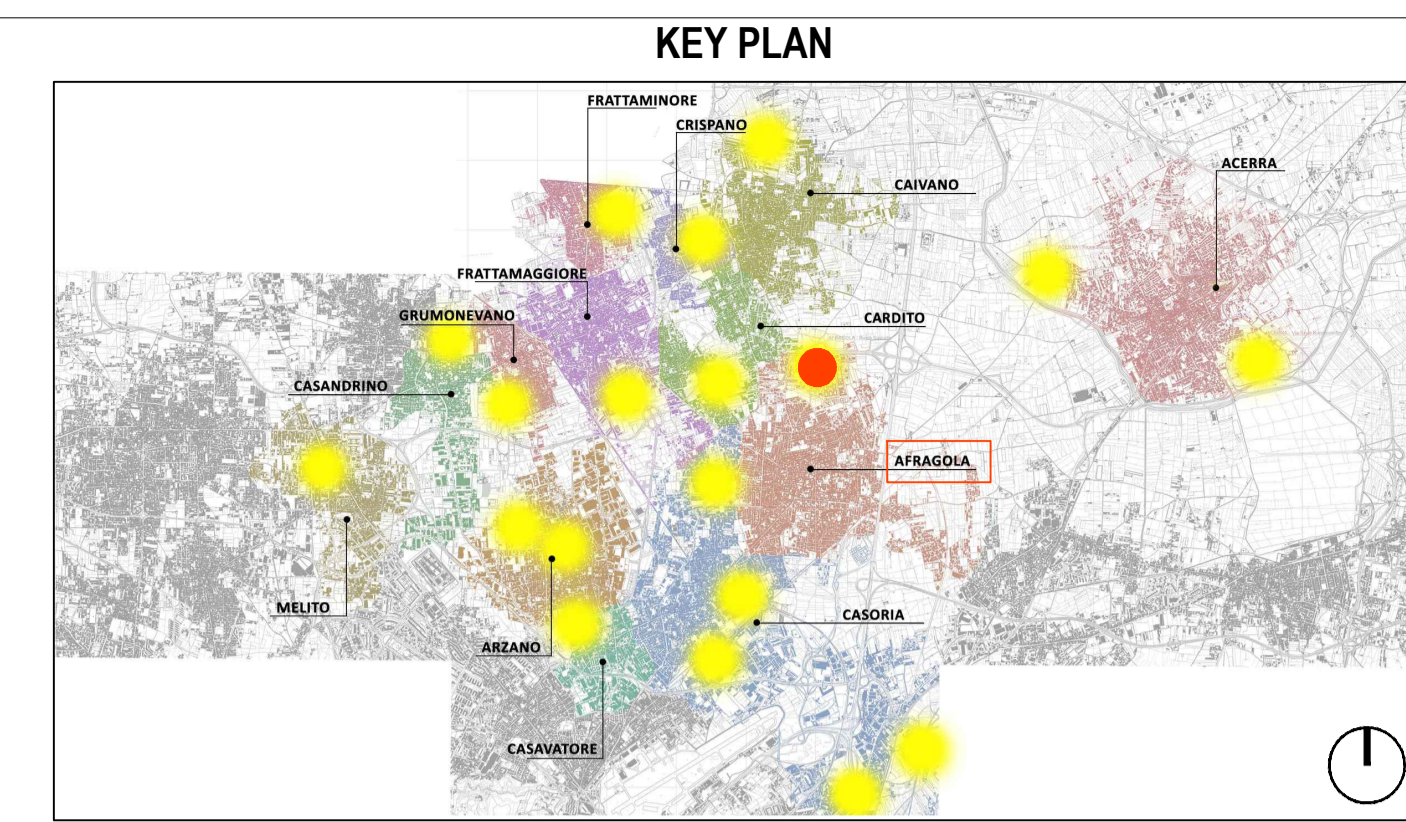 KEY PLAN
FRATTAMINORE
CRISPANO
ACERRA
CAIVANO
FRATTAMAGGIORE
GRUMONEVANO
CARDITO
CASANDRINO
AFRAGOLA
MELITO
CASORIA
ARZANO
CASAVATORE